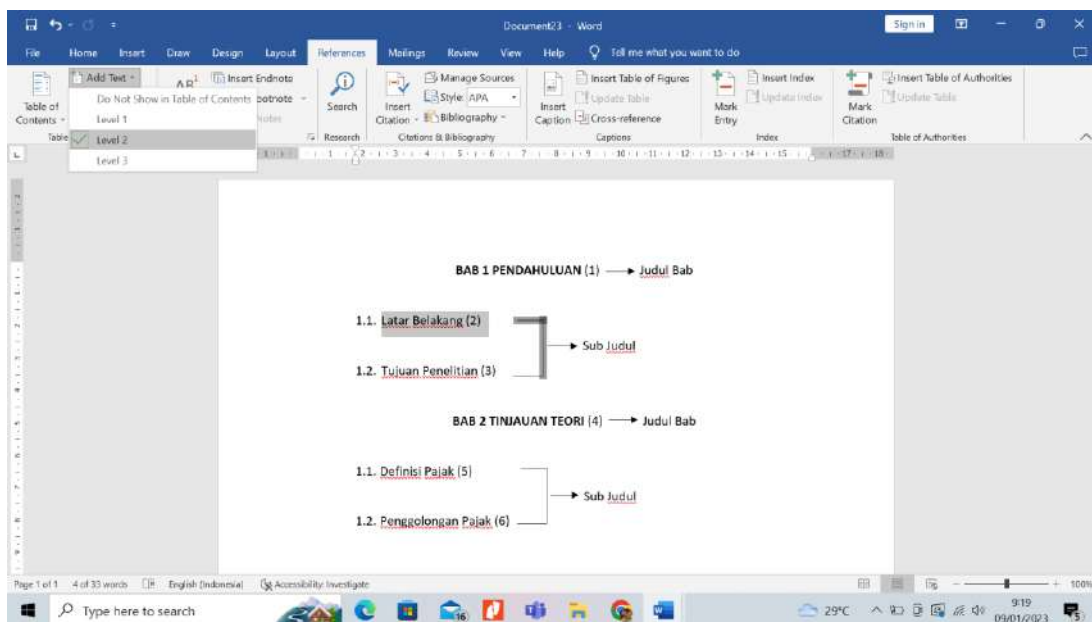 Document23 - Word
Sign in
File Home Insert Draw Design Layout References Mailings Review View Help Tell me what you want to do
Add Text
Do Not Show in Table of Contents
Level 1
Level 2
Level 3
Table of Contents
AB1
Insert Endnote
Search
Research
Insert Citation
Manage Sources
Style: APA
Bibliography
Citations & Bibliography
Insert Caption
Insert Table of Figures
Update Table
Cross-reference
Captions
Mark Entry
Insert Index
Update Index
Index
Mark Citation
Insert Table of Authorities
Update Table
Table of Authorities
BAB 1 PENDAHULUAN (1) Judul Bab
1.1. Latar Belakang (2)
Sub Judul
1.2. Tujuan Penelitian (3)
BAB 2 TINJAUAN TEORI (4) Judul Bab
1.1. Definisi Pajak (5)
Sub Judul
1.2. Penggolongan Pajak (6)
Page 1 of 1 4 of 33 words English (Indonesia) Accessibility: Investigate 100%
Type here to search
16
29°C
9:19
09/01/2023
5